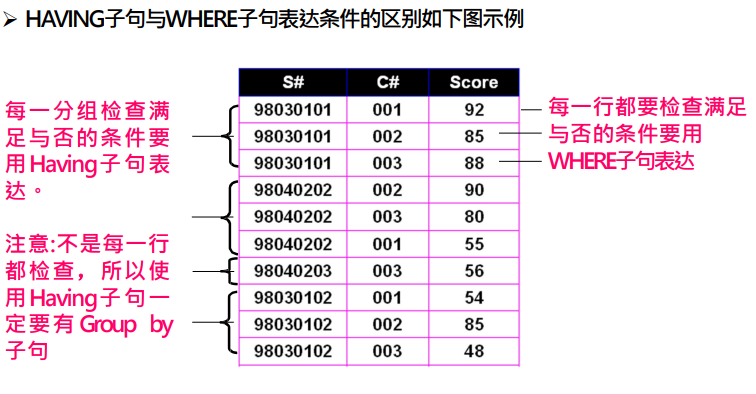 ➢ HAVING子句与WHERE子句表达条件的区别如下图示例
每一分组检查满
足与否的条件要
用Having子句表
达。
注意:不是每一行
都检查，所以使
用Having子句一
定要有Group by
子句
S# C# Score
98030101 001 92
98030101 002 85
98030101 003 88
98040202 002 90
98040202 003 80
98040202 001 55
98040203 003 56
98030102 001 54
98030102 002 85
98030102 003 48
每一行都要检查满足
与否的条件要用
WHERE子句表达